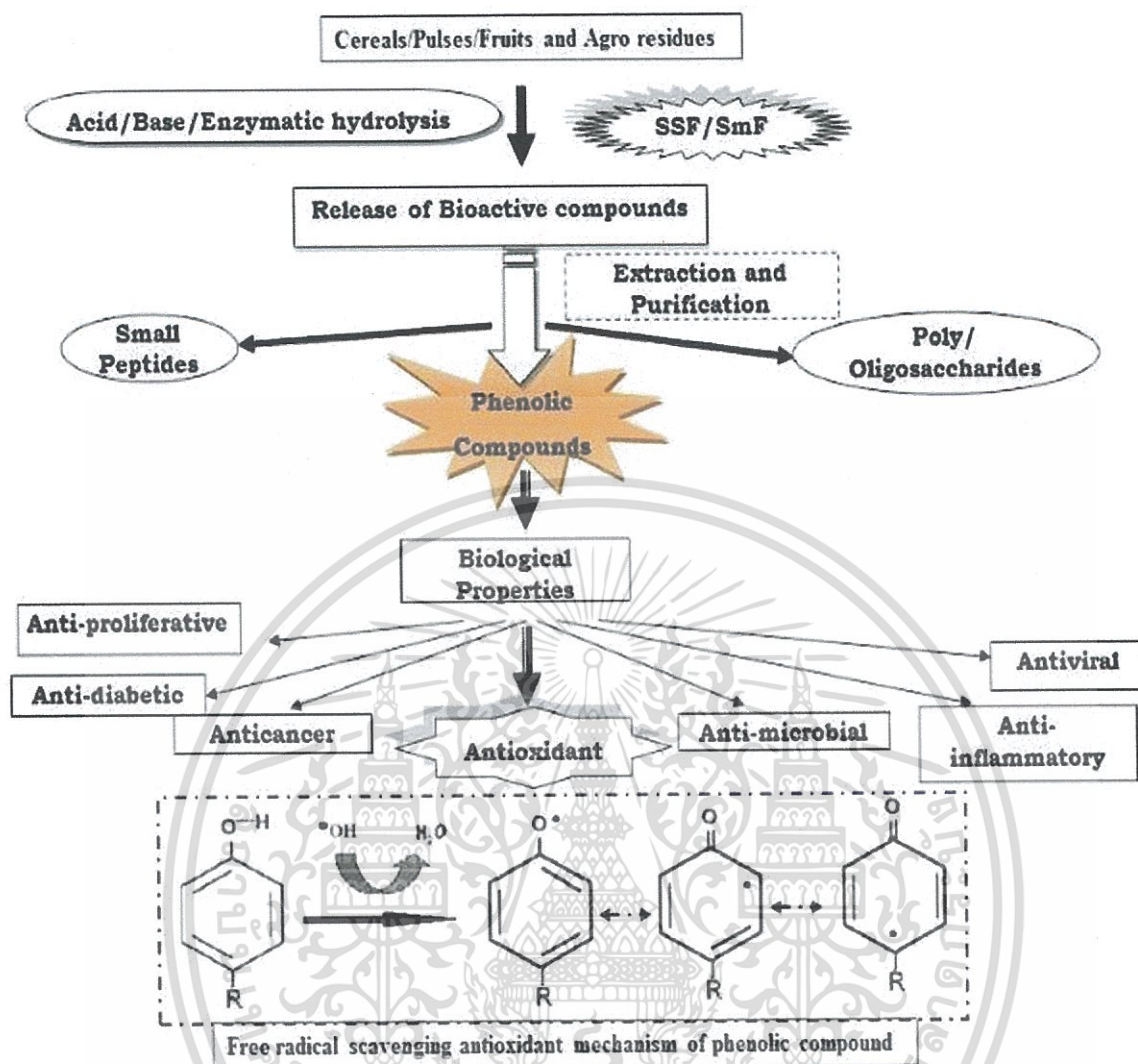 Cereals/Pulses/Fruits and Agro residues
Acid/Base/Enzymatic hydrolysis
SSF/SmF
Release of Bioactive compounds
Extraction and
Purification
Small
Peptides
Poly/
Oligosaccharides
Phenolic
Compounds
Biological
Properties
Anti-proliferative
Antiviral
Anti-diabetic
Anticancer
Antioxidant
Anti-microbial
Anti-
inflammatory
O—H
•OH
H2O
O•
O
O
R
R
R
R
Free radical scavenging antioxidant mechanism of phenolic compound